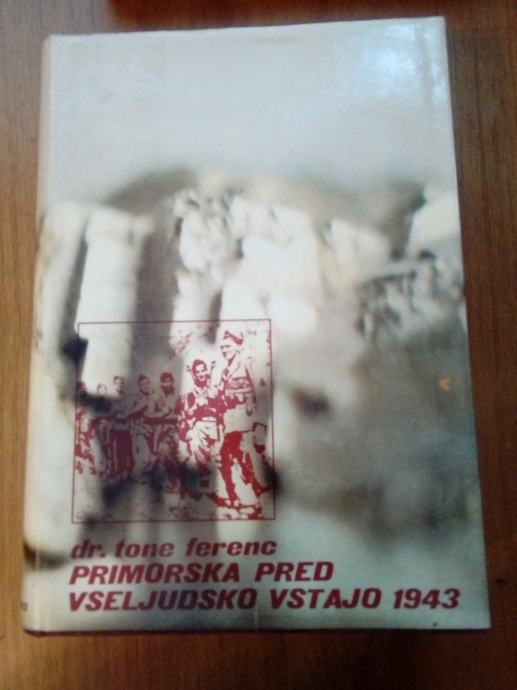 dr. tone ferenc
PRIMORSKA PRED
VSELJUDSKO VSTAJO 1943